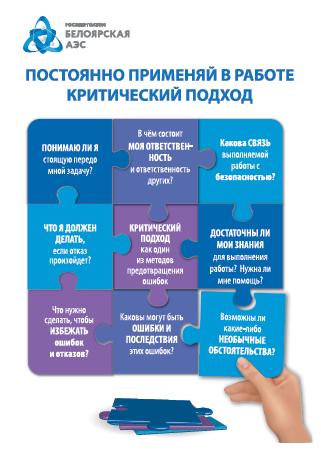 РОСЭНЕРГОАТОМ
БЕЛОЯРСКАЯ
АЭС
ПОСТОЯННО ПРИМЕНЯЙ В РАБОТЕ
КРИТИЧЕСКИЙ ПОДХОД
ПОНИМАЮ ЛИ Я
стоящую передо
мной задачу?
В чём состоит
МОЯ ОТВЕТСТВЕН-
НОСТЬ
и ответственность
других?
Какова СВЯЗЬ
выполняемой
работы с
безопасностью?
ЧТО Я ДОЛЖЕН
ДЕЛАТЬ,
если отказ
произойдет?
КРИТИЧЕСКИЙ
ПОДХОД
как один
из методов
предотвращения
ошибок
ДОСТАТОЧНЫ ЛИ
МОИ ЗНАНИЯ
для выполнения
работы? Нужна ли
мне помощь?
Что нужно
сделать, чтобы
ИЗБЕЖАТЬ
ошибок
и отказов?
Каковы могут быть
ОШИБКИ И
ПОСЛЕДСТВИЯ
этих ошибок?
Возможны ли
какие-либо
НЕОБЫЧНЫЕ
ОБСТОЯТЕЛЬСТВА?